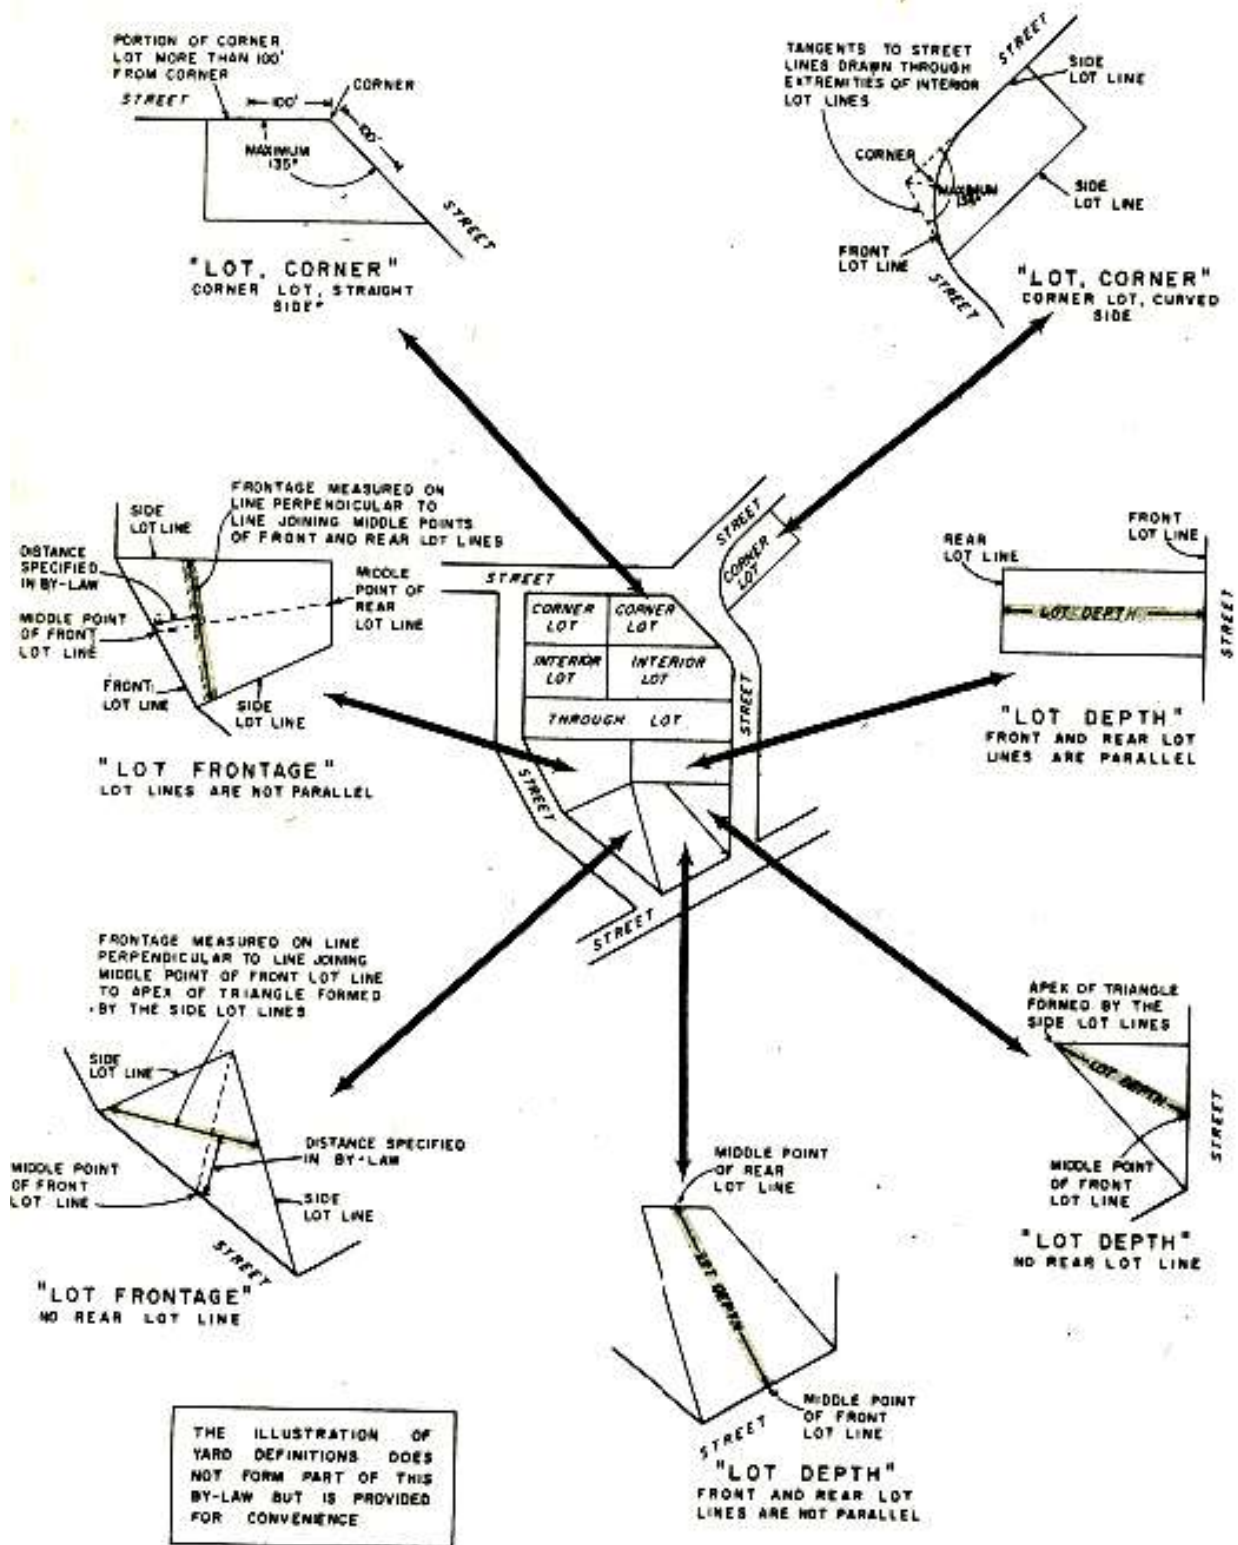 PORTION OF CORNER
LOT MORE THAN 100'
FROM CORNER
STREET
100'
CORNER
100'
MAXIMUM
135°
STREET
"LOT, CORNER"
CORNER LOT, STRAIGHT
SIDE"
TANGENTS TO STREET
LINES DRAWN THROUGH
EXTREMITIES OF INTERIOR
LOT LINES
STREET
SIDE
LOT LINE
CORNER
MAXIMUM
SIDE
LOT LINE
FRONT
LOT LINE
STREET
"LOT, CORNER"
CORNER LOT, CURVED
SIDE
SIDE
LOT LINE
FRONTAGE MEASURED ON
LINE PERPENDICULAR TO
LINE JOINING MIDDLE POINTS
OF FRONT AND REAR LOT LINES
DISTANCE
SPECIFIED
IN BY-LAW
MIDDLE POINT
OF FRONT
LOT LINE
MIDDLE
POINT OF
REAR
LOT LINE
FRONT
LOT LINE
SIDE
LOT LINE
"LOT FRONTAGE"
LOT LINES ARE NOT PARALLEL
STREET
STREET
CORNER
LOT
CORNER
LOT
CORNER
LOT
INTERIOR
LOT
INTERIOR
LOT
THROUGH LOT
STREET
STREET
STREET
REAR
LOT LINE
FRONT
LOT LINE
LOT DEPTH
STREET
"LOT DEPTH"
FRONT AND REAR LOT
LINES ARE PARALLEL
FRONTAGE MEASURED ON LINE
PERPENDICULAR TO LINE JOINING
MIDDLE POINT OF FRONT LOT LINE
TO APEX OF TRIANGLE FORMED
BY THE SIDE LOT LINES
SIDE
LOT LINE
DISTANCE SPECIFIED
IN BY-LAW
MIDDLE POINT
OF FRONT
LOT LINE
SIDE
LOT LINE
STREET
"LOT FRONTAGE"
NO REAR LOT LINE
MIDDLE POINT
OF REAR
LOT LINE
LOT DEPTH
MIDDLE POINT
OF FRONT
LOT LINE
STREET
"LOT DEPTH"
FRONT AND REAR LOT
LINES ARE NOT PARALLEL
APEX OF TRIANGLE
FORMED BY THE
SIDE LOT LINES
LOT DEPTH
STREET
MIDDLE POINT
OF FRONT
LOT LINE
"LOT DEPTH"
NO REAR LOT LINE
THE ILLUSTRATION OF
YARD DEFINITIONS DOES
NOT FORM PART OF THIS
BY-LAW BUT IS PROVIDED
FOR CONVENIENCE